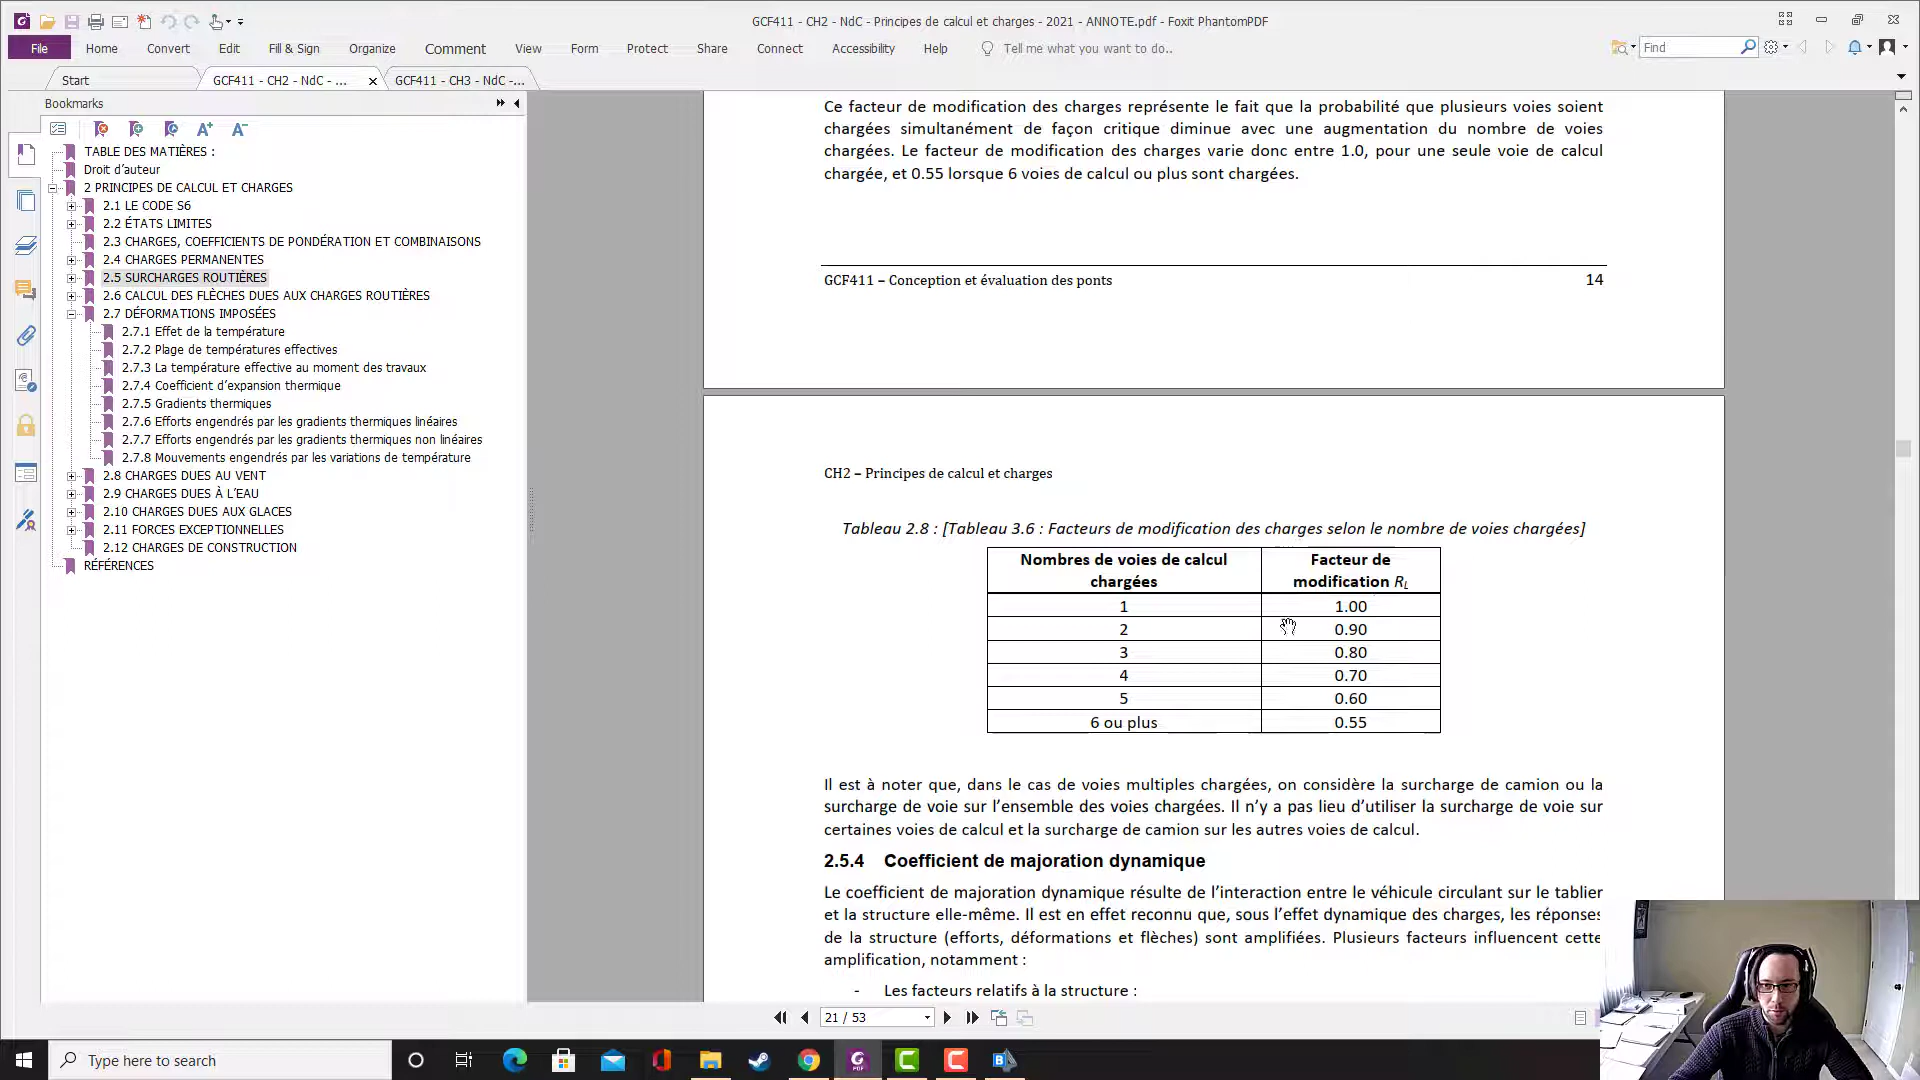 GCF411 - CH2 - NdC - Principes de calcul et charges - 2021 - ANNOTE.pdf - Foxit PhantomPDF
File Home Convert Edit Fill & Sign Organize Comment View Form Protect Share Connect Accessibility Help Tell me what you want to do.. Find
Start GCF411 - CH2 - NdC - ... GCF411 - CH3 - NdC -...
Bookmarks
TABLE DES MATIÈRES :
Droit d'auteur
2 PRINCIPES DE CALCUL ET CHARGES
2.1 LE CODE S6
2.2 ÉTATS LIMITES
2.3 CHARGES, COEFFICIENTS DE PONDÉRATION ET COMBINAISONS
2.4 CHARGES PERMANENTES
2.5 SURCHARGES ROUTIÈRES
2.6 CALCUL DES FLÈCHES DUES AUX CHARGES ROUTIÈRES
2.7 DÉFORMATIONS IMPOSÉES
2.7.1 Effet de la température
2.7.2 Plage de températures effectives
2.7.3 La température effective au moment des travaux
2.7.4 Coefficient d'expansion thermique
2.7.5 Gradients thermiques
2.7.6 Efforts engendrés par les gradients thermiques linéaires
2.7.7 Efforts engendrés par les gradients thermiques non linéaires
2.7.8 Mouvements engendrés par les variations de température
2.8 CHARGES DUES AU VENT
2.9 CHARGES DUES À L'EAU
2.10 CHARGES DUES AUX GLACES
2.11 FORCES EXCEPTIONNELLES
2.12 CHARGES DE CONSTRUCTION
RÉFÉRENCES
Ce facteur de modification des charges représente le fait que la probabilité que plusieurs voies soient
chargées simultanément de façon critique diminue avec une augmentation du nombre de voies
chargées. Le facteur de modification des charges varie donc entre 1.0, pour une seule voie de calcul
chargée, et 0.55 lorsque 6 voies de calcul ou plus sont chargées.
GCF411 – Conception et évaluation des ponts 14
CH2 – Principes de calcul et charges
Tableau 2.8 : [Tableau 3.6 : Facteurs de modification des charges selon le nombre de voies chargées]
Nombres de voies de calcul chargées Facteur de modification RL
1 1.00
2 0.90
3 0.80
4 0.70
5 0.60
6 ou plus 0.55
Il est à noter que, dans le cas de voies multiples chargées, on considère la surcharge de camion ou la
surcharge de voie sur l'ensemble des voies chargées. Il n'y a pas lieu d'utiliser la surcharge de voie sur
certaines voies de calcul et la surcharge de camion sur les autres voies de calcul.
2.5.4 Coefficient de majoration dynamique
Le coefficient de majoration dynamique résulte de l'interaction entre le véhicule circulant sur le tablier
et la structure elle-même. Il est en effet reconnu que, sous l'effet dynamique des charges, les réponses
de la structure (efforts, déformations et flèches) sont amplifiées. Plusieurs facteurs influencent cette
amplification, notamment :
- Les facteurs relatifs à la structure :
21 / 53
Type here to search